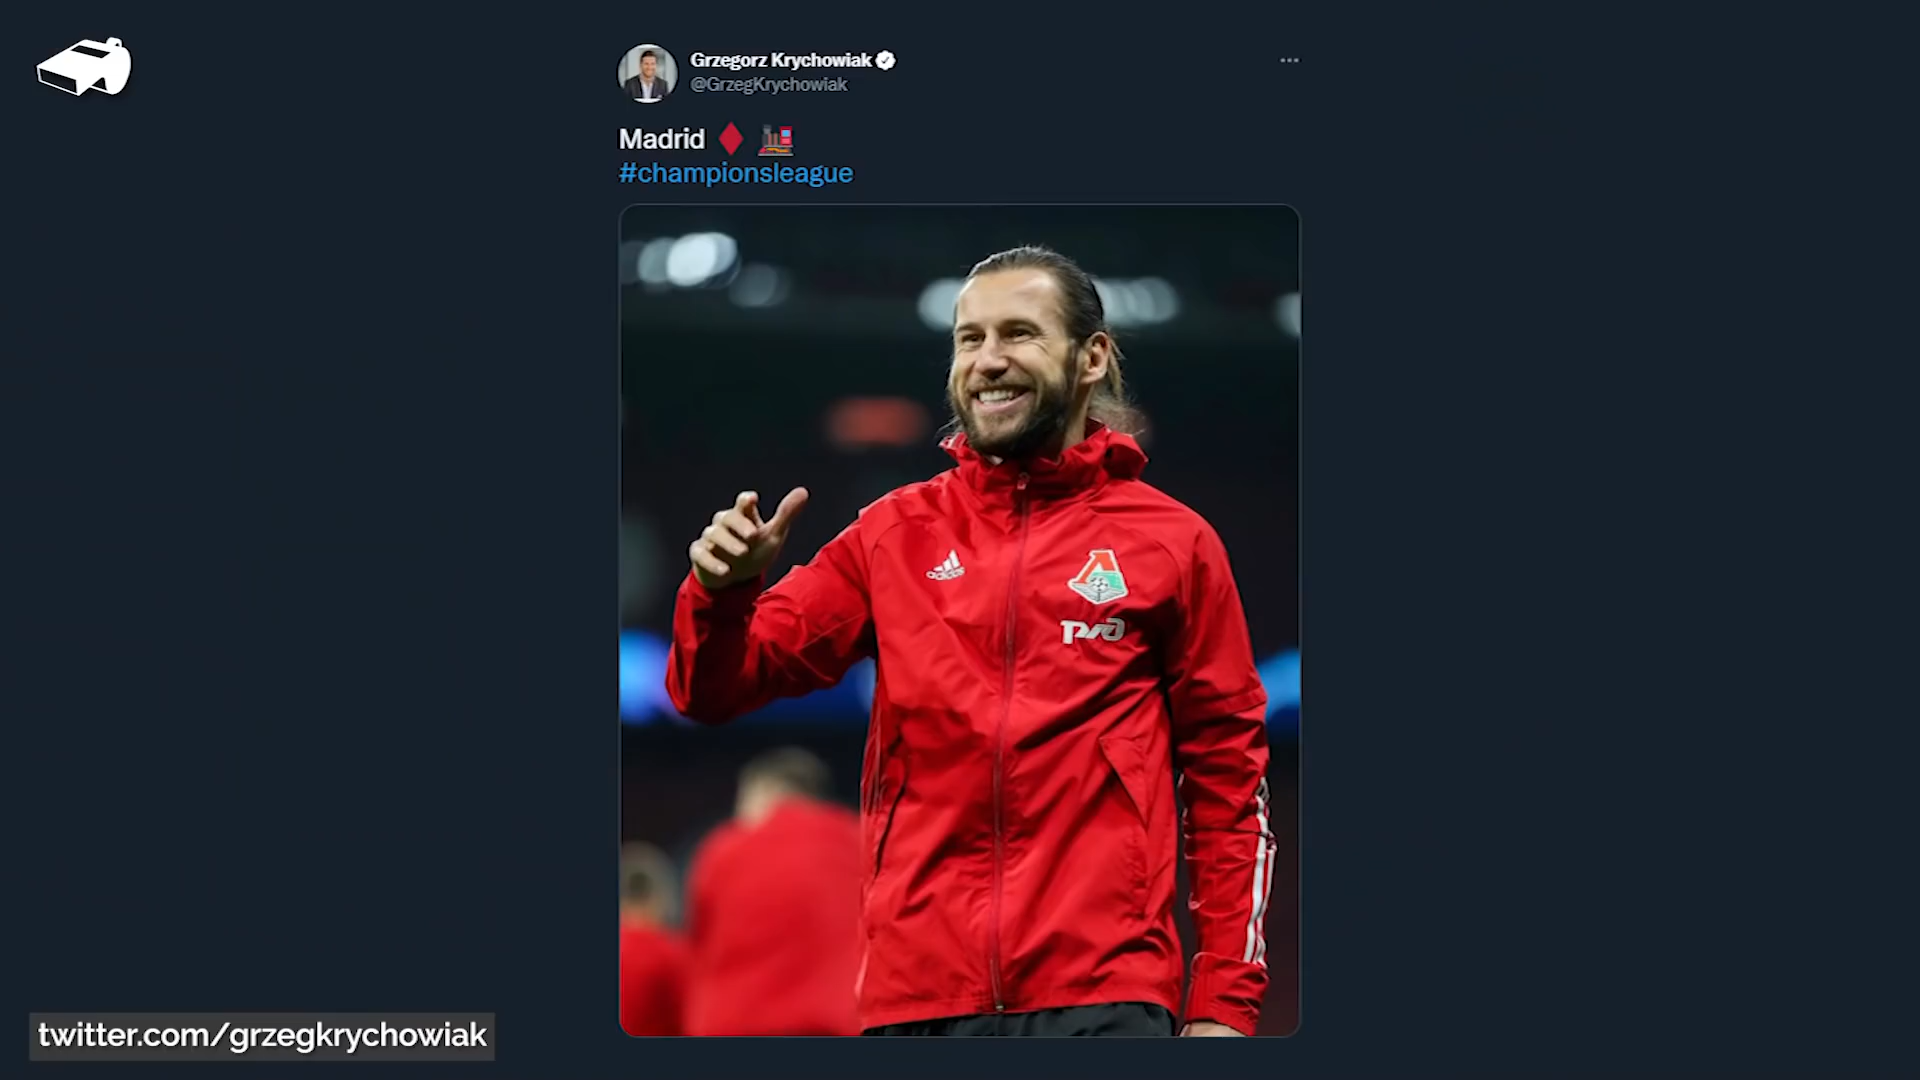 Grzegorz Krychowiak
@GrzegKrychowiak
Madrid ♦️ 🚂
#championsleague
adidas
РЖД
twitter.com/grzegkrychowiak